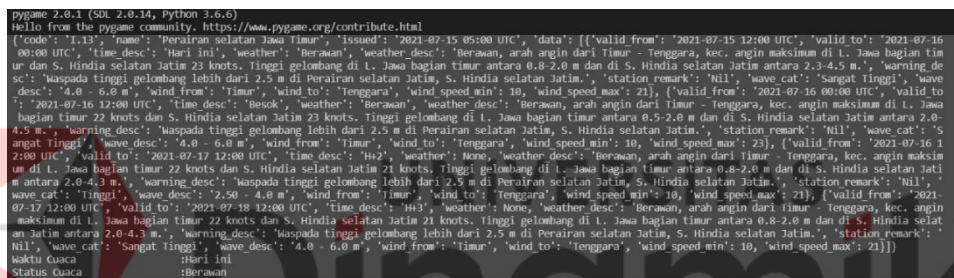 pygame 2.0.1 (SDL 2.0.14, Python 3.6.6)
Hello from the pygame community. https://www.pygame.org/contribute.html
{'code': 'I.13', 'name': 'Perairan selatan Jawa Timur', 'issued': '2021-07-15 05:00 UTC', 'data': [{'valid_from': '2021-07-15 12:00 UTC', 'valid_to': '2021-07-16
00:00 UTC', 'time_desc': 'Hari ini', 'weather': 'Berawan', 'weather_desc': 'Berawan, arah angin dari Timur - Tenggara, kec. angin maksimum di L. Jawa bagian tim
ur dan S. Hindia selatan Jatim 23 knots. Tinggi gelombang di L. Jawa bagian timur antara 0.8-2.0 m dan di S. Hindia selatan Jatim antara 2.3-4.5 m.', 'warning_de
sc': 'Waspada tinggi gelombang lebih dari 2.5 m di Perairan selatan Jatim, S. Hindia selatan Jatim.', 'station_remark': 'Nil', 'wave_cat': 'Sangat Tinggi', 'wave
_desc': '4.0 - 6.0 m', 'wind_from': 'Timur', 'wind_to': 'Tenggara', 'wind_speed_min': 10, 'wind_speed_max': 21}, {'valid_from': '2021-07-16 00:00 UTC', 'valid_to
': '2021-07-16 12:00 UTC', 'time_desc': 'Besok', 'weather': 'Berawan', 'weather_desc': 'Berawan, arah angin dari Timur - Tenggara, kec. angin maksimum di L. Jawa
bagian timur 22 knots dan S. Hindia selatan Jatim 23 knots. Tinggi gelombang di L. Jawa bagian timur antara 0.5-2.0 m dan di S. Hindia selatan Jatim antara 2.0-
4.5 m.', 'warning_desc': 'Waspada tinggi gelombang lebih dari 2.5 m di Perairan selatan Jatim, S. Hindia selatan Jatim.', 'station_remark': 'Nil', 'wave_cat': 'S
angat Tinggi', 'wave_desc': '4.0 - 6.0 m', 'wind_from': 'Timur', 'wind_to': 'Tenggara', 'wind_speed_min': 10, 'wind_speed_max': 23}, {'valid_from': '2021-07-16 1
2:00 UTC', 'valid_to': '2021-07-17 12:00 UTC', 'time_desc': 'H+2', 'weather': None, 'weather_desc': 'Berawan, arah angin dari Timur - Tenggara, kec. angin maksim
um di L. Jawa bagian timur 22 knots dan S. Hindia selatan Jatim 21 knots. Tinggi gelombang di L. Jawa bagian timur antara 0.8-2.0 m dan di S. Hindia selatan Jati
m antara 2.0-4.3 m.', 'warning_desc': 'Waspada tinggi gelombang lebih dari 2.5 m di Perairan selatan Jatim, S. Hindia selatan Jatim.', 'station_remark': 'Nil', '
wave_cat': 'Tinggi', 'wave_desc': '2.50 - 4.0 m', 'wind_from': 'Timur', 'wind_to': 'Tenggara', 'wind_speed_min': 10, 'wind_speed_max': 21}, {'valid_from': '2021-
07-17 12:00 UTC', 'valid_to': '2021-07-18 12:00 UTC', 'time_desc': 'H+3', 'weather': None, 'weather_desc': 'Berawan, arah angin dari Timur - Tenggara, kec. angin
maksimum di L. Jawa bagian timur 22 knots dan S. Hindia selatan Jatim 21 knots. Tinggi gelombang di L. Jawa bagian timur antara 0.8-2.0 m dan di S. Hindia selat
an Jatim antara 2.0-4.3 m.', 'warning_desc': 'Waspada tinggi gelombang lebih dari 2.5 m di Perairan selatan Jatim, S. Hindia selatan Jatim.', 'station_remark': '
Nil', 'wave_cat': 'Sangat Tinggi', 'wave_desc': '4.0 - 6.0 m', 'wind_from': 'Timur', 'wind_to': 'Tenggara', 'wind_speed_min': 10, 'wind_speed_max': 21}]}
Waktu Cuaca :Hari ini
Status Cuaca :Berawan
UNIVERSITAS